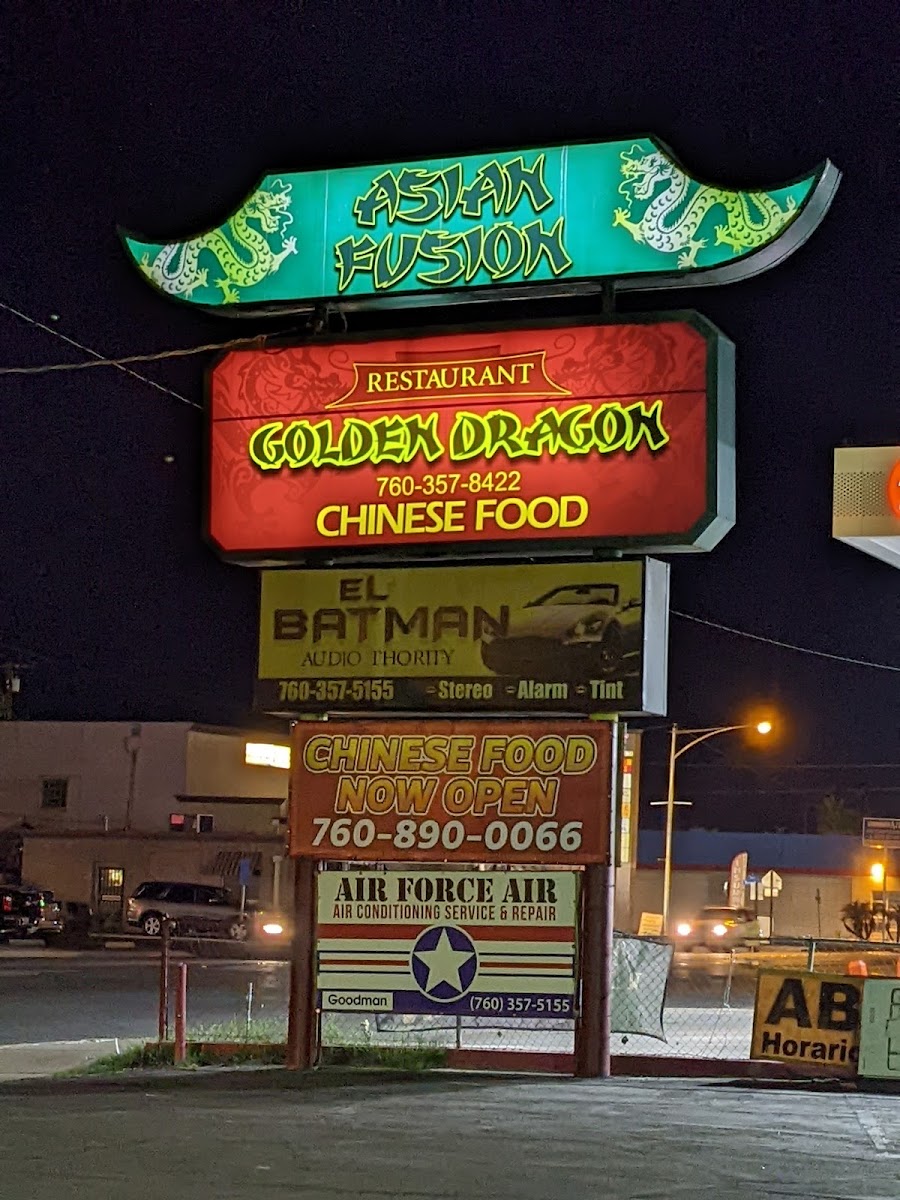 ASIAN
FUSION
RESTAURANT
GOLDEN DRAGON
760-357-8422
CHINESE FOOD
EL
BATMAN
AUDIO THORITY
760-357-5155 - Stereo - Alarm - Tint
CHINESE FOOD
NOW OPEN
760-890-0066
AIR FORCE AIR
AIR CONDITIONING SERVICE & REPAIR
Goodman (760) 357-5155
AB
Horario